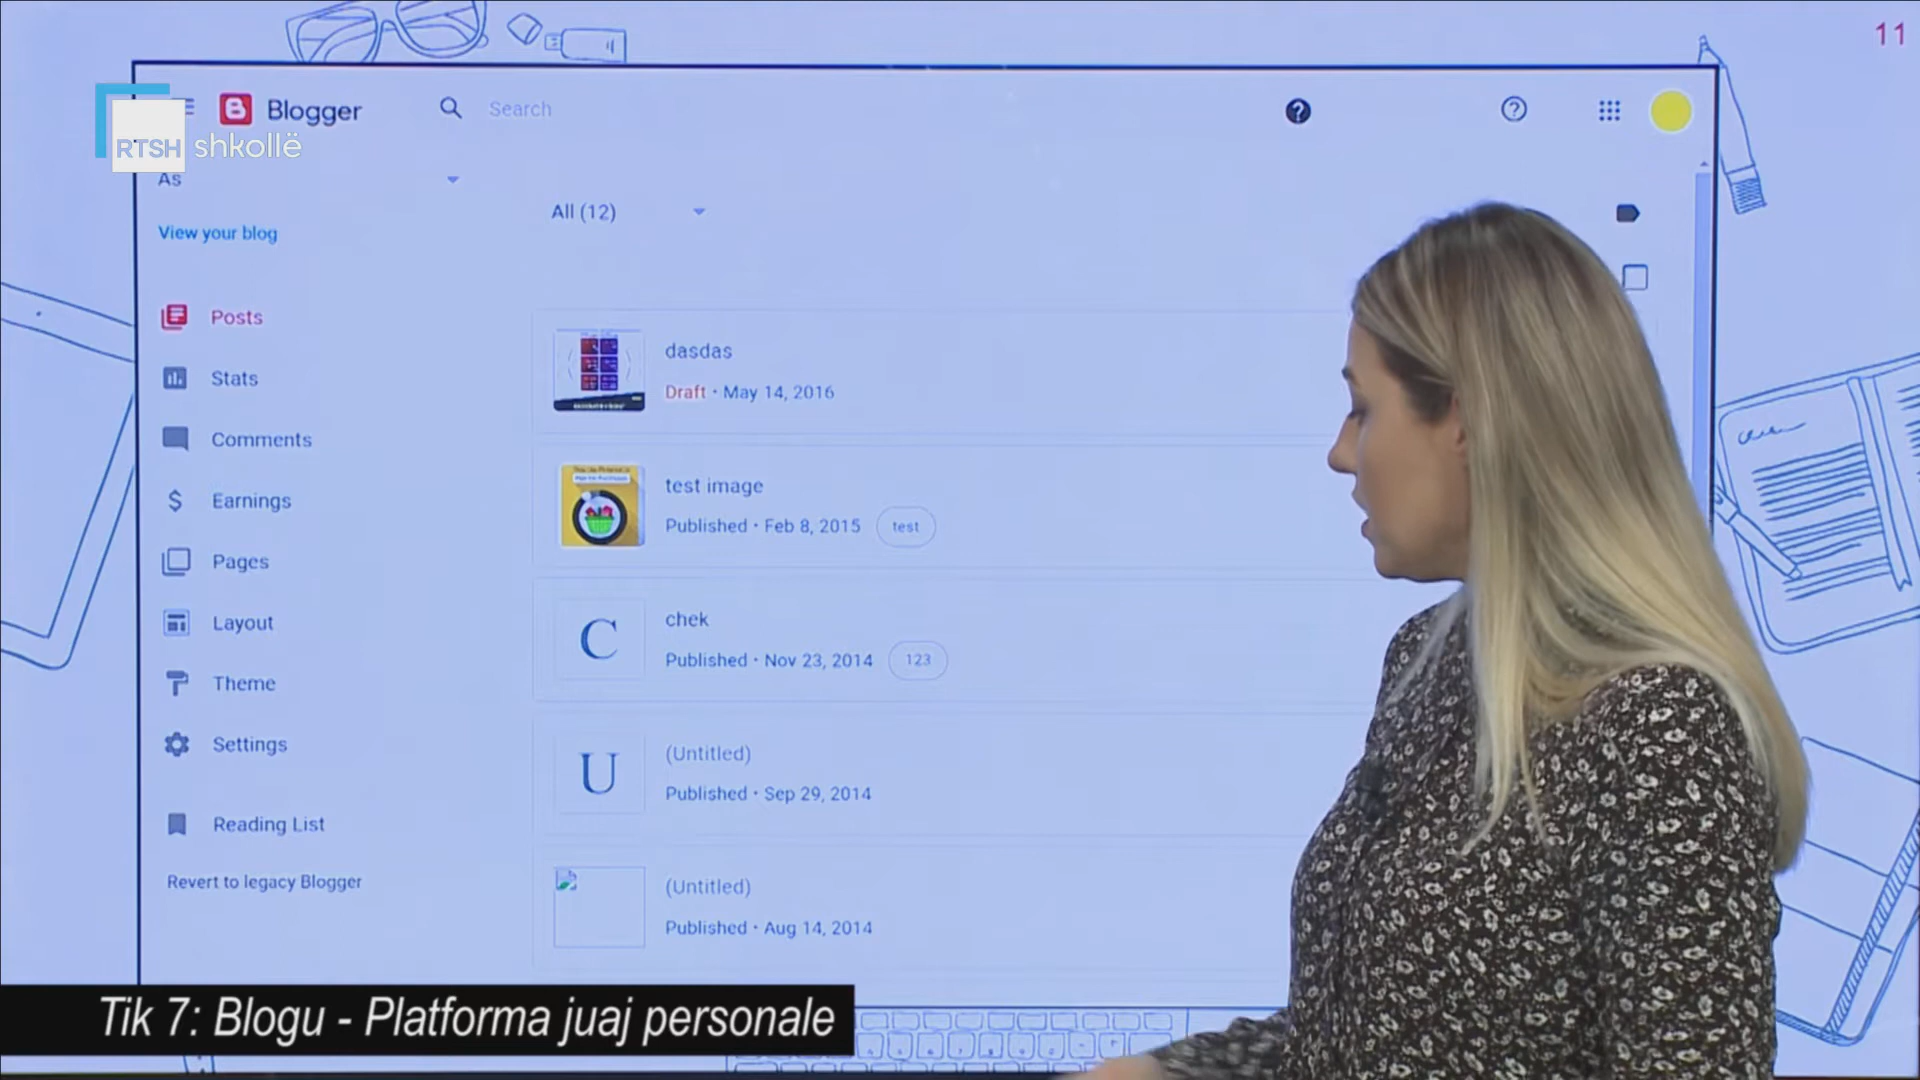 11
Blogger
Search
RTSH shkollë
As
All (12)
View your blog
Posts
Stats
Comments
Earnings
Pages
Layout
Theme
Settings
Reading List
Revert to legacy Blogger
dasdas
Draft · May 14, 2016
test image
Published · Feb 8, 2015 test
C
chek
Published · Nov 23, 2014 123
U
(Untitled)
Published · Sep 29, 2014
(Untitled)
Published · Aug 14, 2014
Tik 7: Blogu - Platforma juaj personale